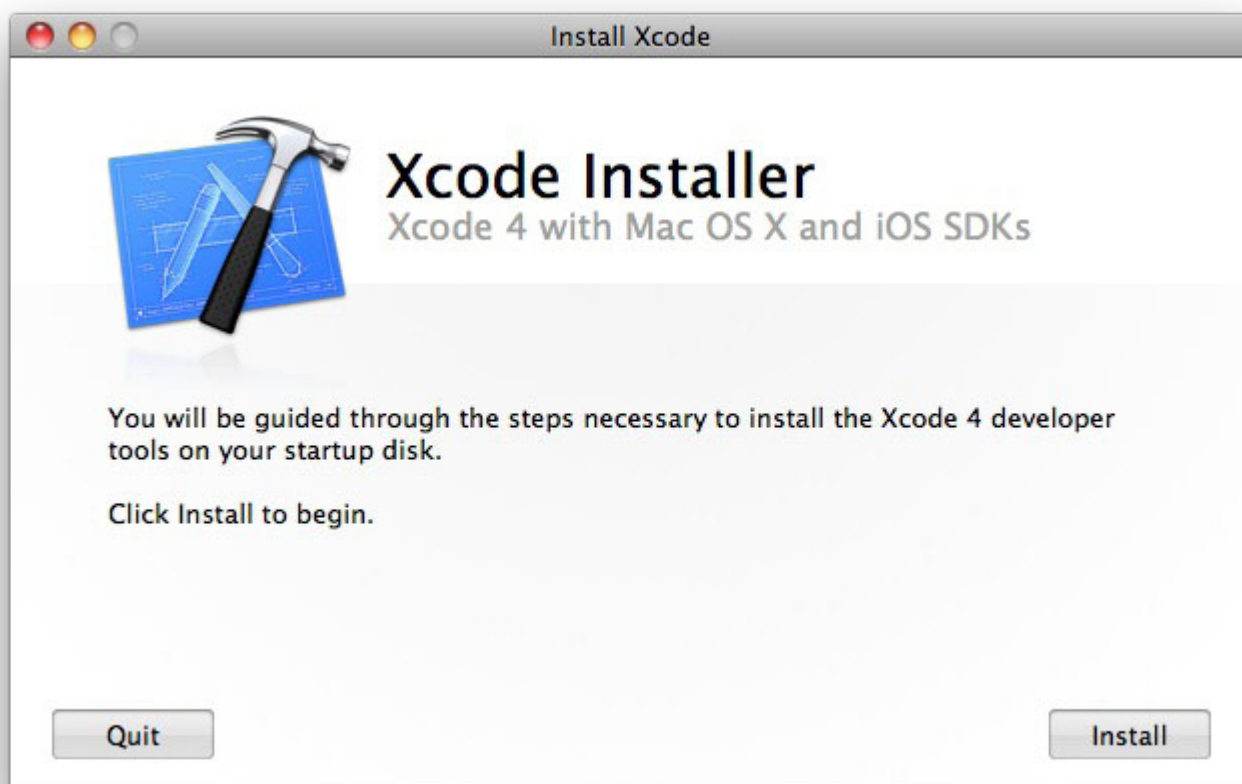 Install Xcode
Xcode Installer
Xcode 4 with Mac OS X and iOS SDKs
You will be guided through the steps necessary to install the Xcode 4 developer
tools on your startup disk.
Click Install to begin.
Quit
Install